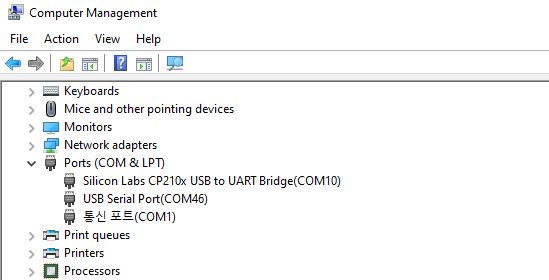 Computer Management
File Action View Help
Keyboards
Mice and other pointing devices
Monitors
Network adapters
Ports (COM & LPT)
Silicon Labs CP210x USB to UART Bridge(COM10)
USB Serial Port(COM46)
통신 포트(COM1)
Print queues
Printers
Processors